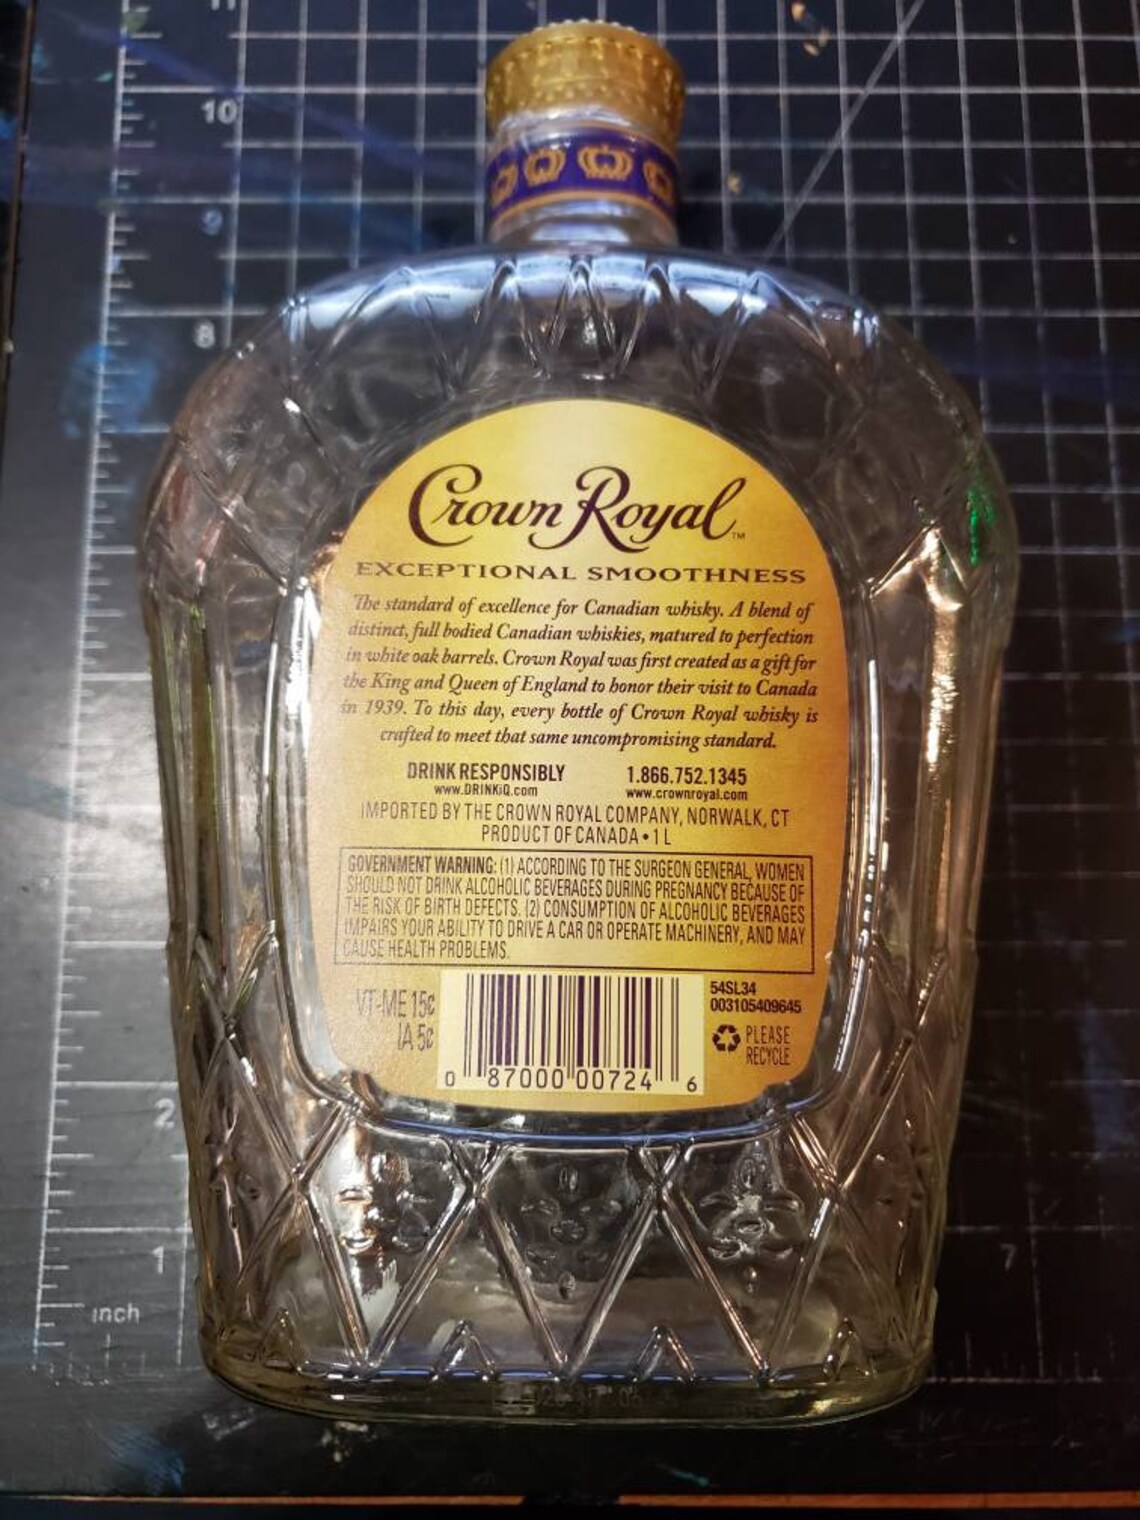 11
10
9
8
Crown Royal™
EXCEPTIONAL SMOOTHNESS
The standard of excellence for Canadian whisky. A blend of
distinct, full bodied Canadian whiskies, matured to perfection
in white oak barrels. Crown Royal was first created as a gift for
the King and Queen of England to honor their visit to Canada
in 1939. To this day, every bottle of Crown Royal whisky is
crafted to meet that same uncompromising standard.
DRINK RESPONSIBLY 1.866.752.1345
www.DRINKiQ.com www.crownroyal.com
IMPORTED BY THE CROWN ROYAL COMPANY, NORWALK, CT
PRODUCT OF CANADA • 1 L
GOVERNMENT WARNING: (1) ACCORDING TO THE SURGEON GENERAL, WOMEN
SHOULD NOT DRINK ALCOHOLIC BEVERAGES DURING PREGNANCY BECAUSE OF
THE RISK OF BIRTH DEFECTS. (2) CONSUMPTION OF ALCOHOLIC BEVERAGES
IMPAIRS YOUR ABILITY TO DRIVE A CAR OR OPERATE MACHINERY, AND MAY
CAUSE HEALTH PROBLEMS.
VT-ME 15¢
IA 5¢
54SL34
003105409645
PLEASE
RECYCLE
0 87000 00724 6
2
1
7
inch